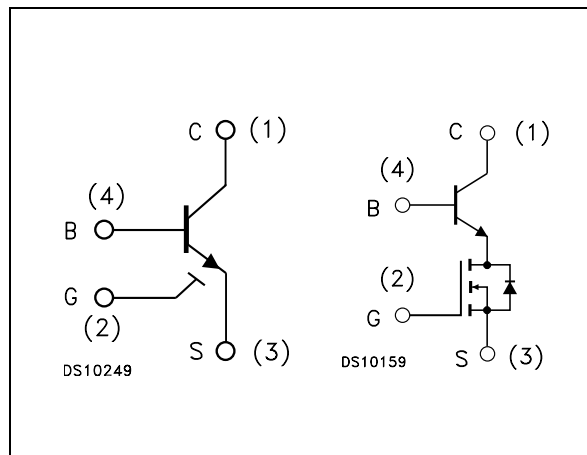 C (1)
(4)
B
G
(2)
S (3)
DS10249
C (1)
(4)
B
(2)
G
S (3)
DS10159